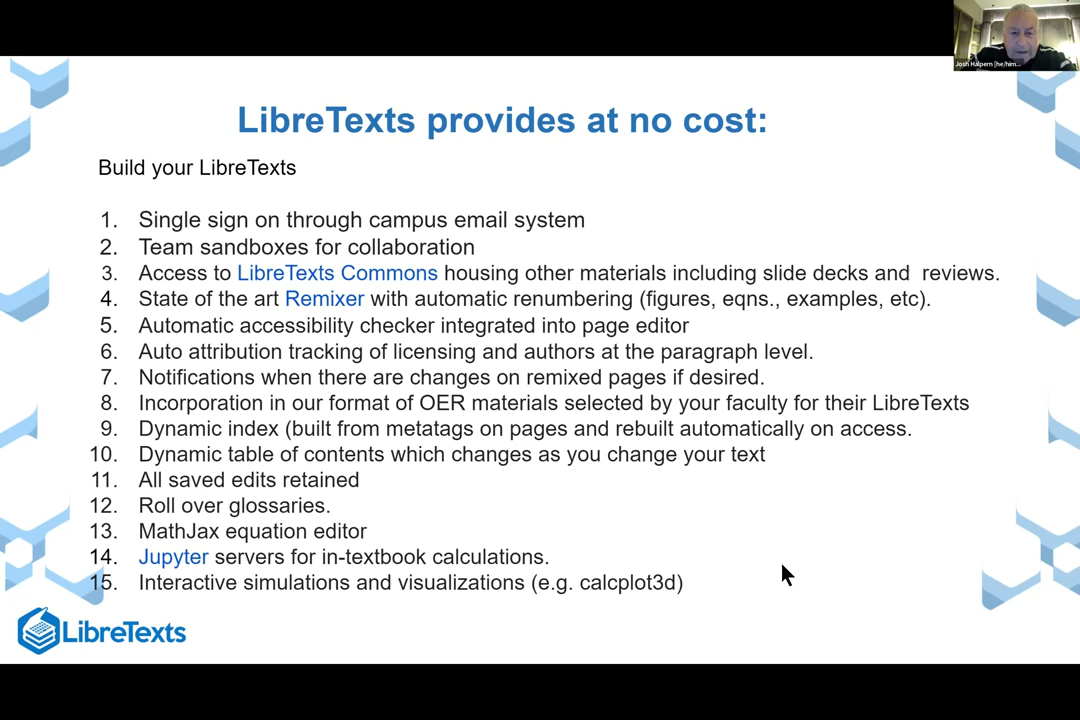 Josh Halpern [he/him...
LibreTexts provides at no cost:
Build your LibreTexts
1. Single sign on through campus email system
2. Team sandboxes for collaboration
3. Access to LibreTexts Commons housing other materials including slide decks and  reviews.
4. State of the art Remixer with automatic renumbering (figures, eqns., examples, etc).
5. Automatic accessibility checker integrated into page editor
6. Auto attribution tracking of licensing and authors at the paragraph level.
7. Notifications when there are changes on remixed pages if desired.
8. Incorporation in our format of OER materials selected by your faculty for their LibreTexts
9. Dynamic index (built from metatags on pages and rebuilt automatically on access.
10. Dynamic table of contents which changes as you change your text
11. All saved edits retained
12. Roll over glossaries.
13. MathJax equation editor
14. Jupyter servers for in-textbook calculations.
15. Interactive simulations and visualizations (e.g. calcplot3d)
LibreTexts